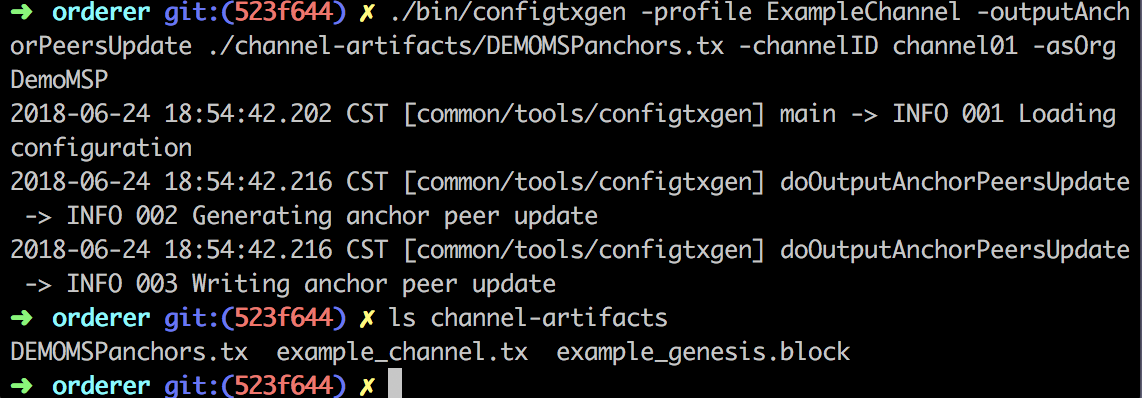 ➜ orderer git:(523f644) ✗ ./bin/configtxgen -profile ExampleChannel -outputAnch
orPeersUpdate ./channel-artifacts/DEMOMSPanchors.tx -channelID channel01 -asOrg
DemoMSP
2018-06-24 18:54:42.202 CST [common/tools/configtxgen] main -> INFO 001 Loading
configuration
2018-06-24 18:54:42.216 CST [common/tools/configtxgen] doOutputAnchorPeersUpdate
-> INFO 002 Generating anchor peer update
2018-06-24 18:54:42.216 CST [common/tools/configtxgen] doOutputAnchorPeersUpdate
-> INFO 003 Writing anchor peer update
➜ orderer git:(523f644) ✗ ls channel-artifacts
DEMOMSPanchors.tx example_channel.tx example_genesis.block
➜ orderer git:(523f644) ✗